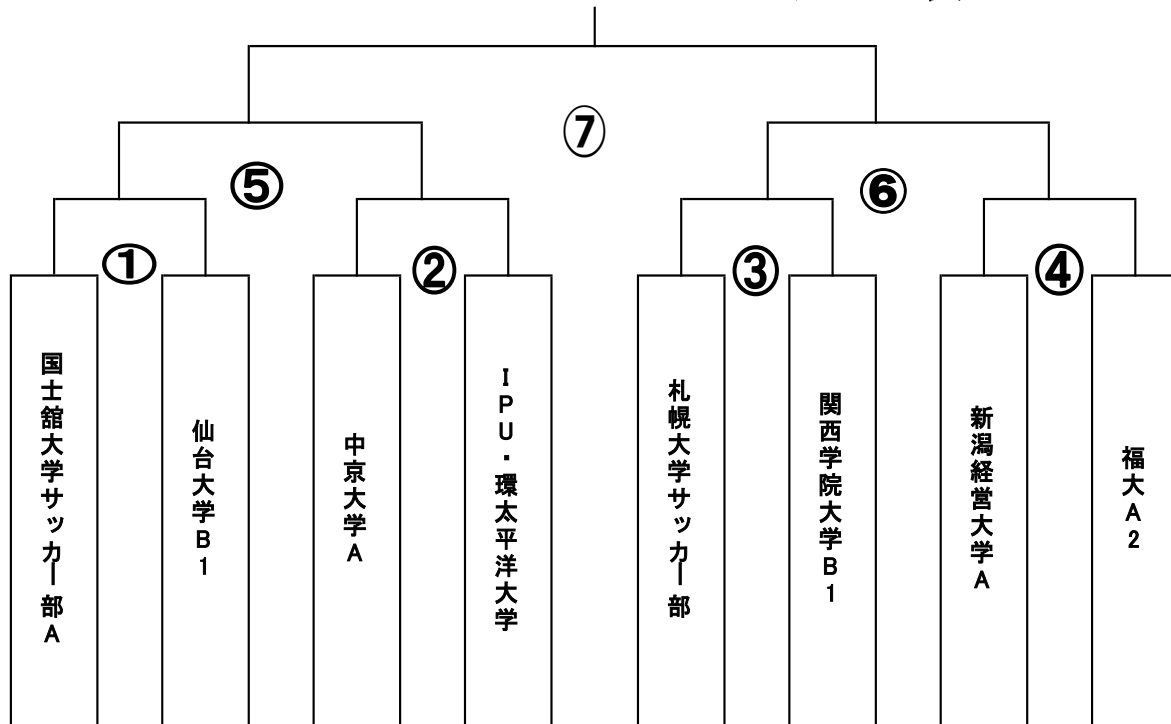 ⑦
⑤
⑥
①
②
③
④
国士舘大学サッカー部A
仙台大学B1
中京大学A
IPU・環太平洋大学
札幌大学サッカー部
関西学院大学B1
新潟経営大学A
福大A2